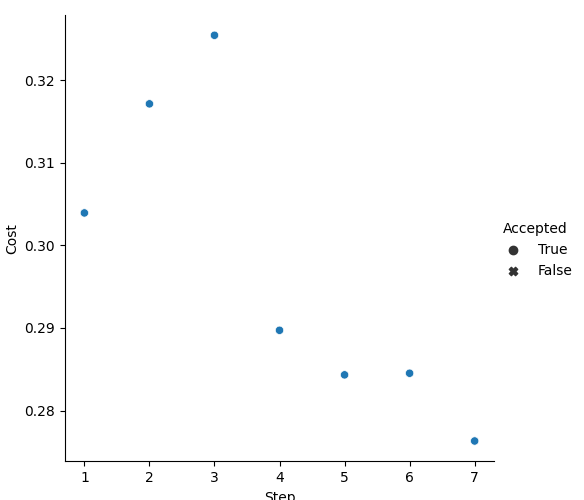 0.32
0.31
0.30
0.29
0.28
Cost
1 2 3 4 5 6 7
Step
Accepted
True
False